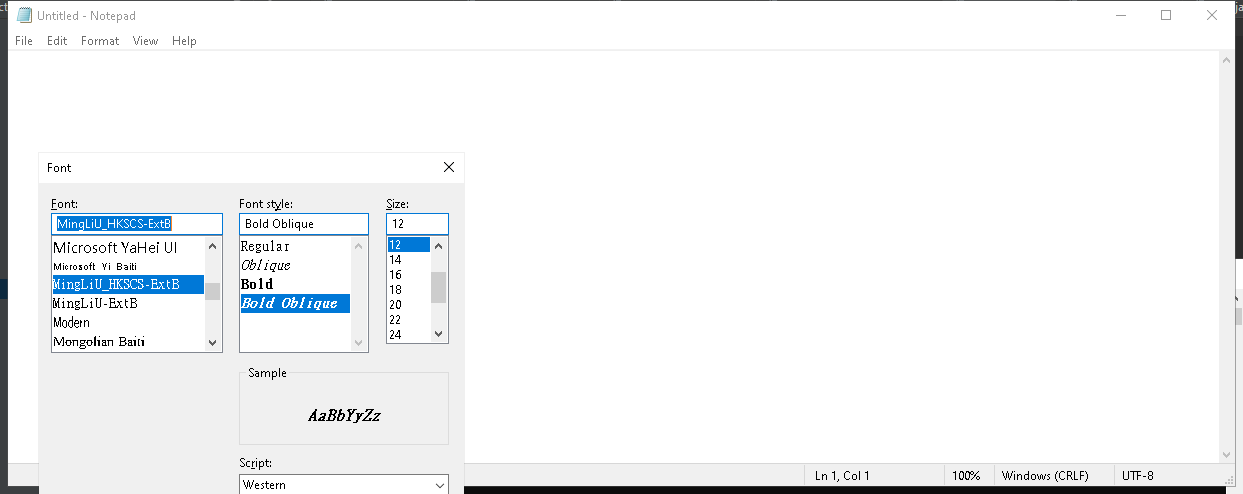 Untitled - Notepad
File Edit Format View Help
Font
Font: Font style: Size:
MingLiU_HKSCS-ExtB Bold Oblique 12
Microsoft YaHei UI Regular 12
Microsoft Yi Baiti Oblique 14
MingLiU_HKSCS-ExtB Bold 16
MingLiU-ExtB Bold Oblique 18
Modern 20
Mongolian Baiti 22
24
Sample
AaBbYyZz
Script:
Western
Ln 1, Col 1 100% Windows (CRLF) UTF-8